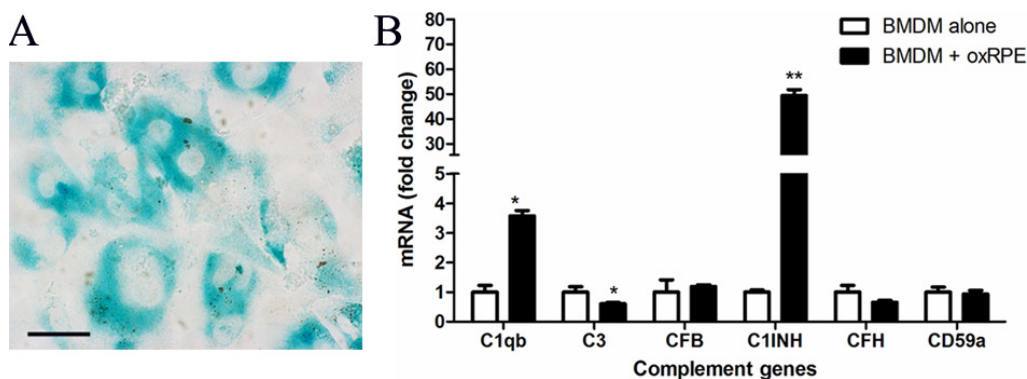 A
B
BMDM alone
BMDM + oxRPE
mRNA (fold change)
80
70
60
50
40
30
5
4
3
2
1
0
*
*
**
C1qb C3 CFB C1INH CFH CD59a
Complement genes